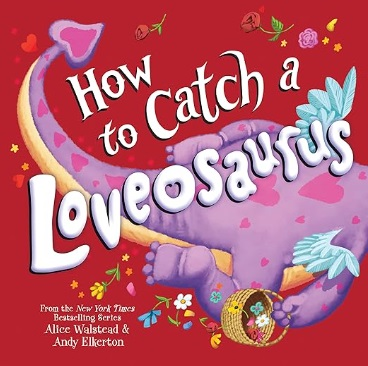 How
to Catch a
Loveosaurus
From the New York Times
Bestselling Series
Alice Walstead &
Andy Elkerton